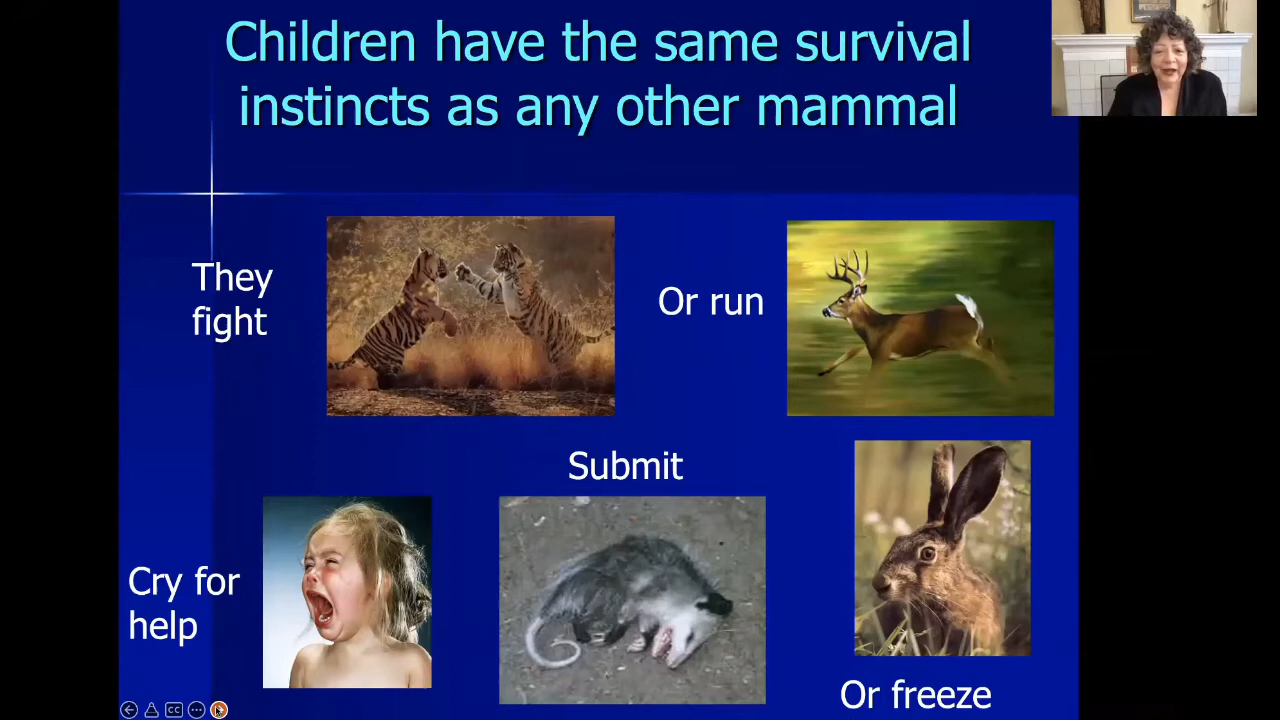 Children have the same survival
instincts as any other mammal
They
fight
Or run
Submit
Cry for
help
Or freeze
CC